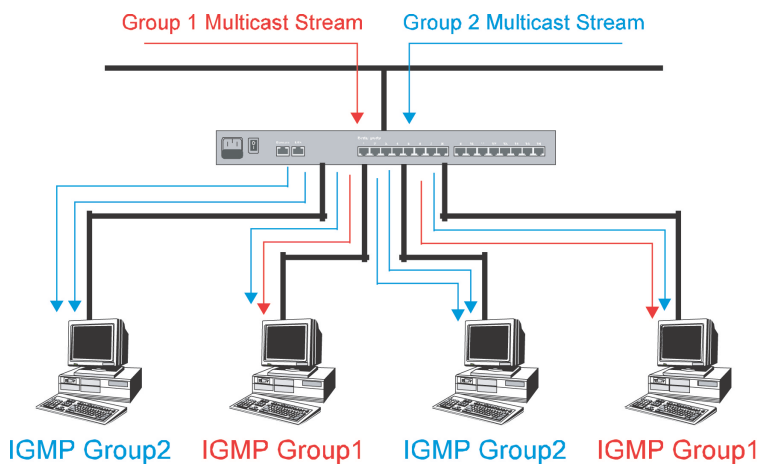 Group 1 Multicast Stream
Group 2 Multicast Stream
IGMP Group2
IGMP Group1
IGMP Group2
IGMP Group1